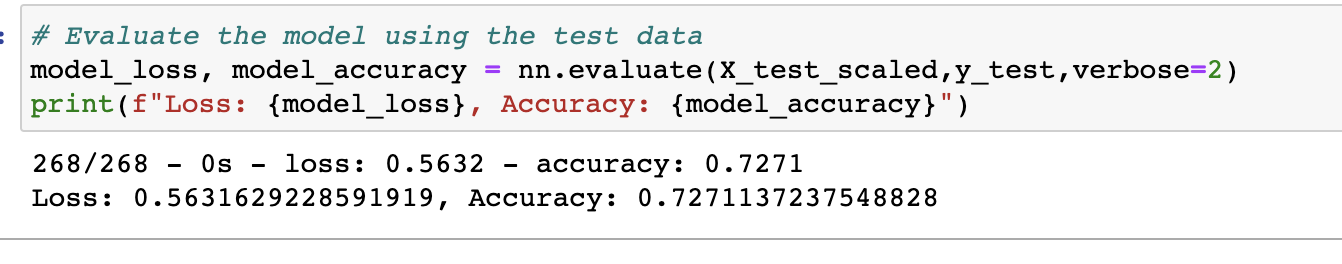 :
# Evaluate the model using the test data
model_loss, model_accuracy = nn.evaluate(X_test_scaled,y_test,verbose=2)
print(f"Loss: {model_loss}, Accuracy: {model_accuracy}")
268/268 - 0s - loss: 0.5632 - accuracy: 0.7271
Loss: 0.5631629228591919, Accuracy: 0.7271137237548828